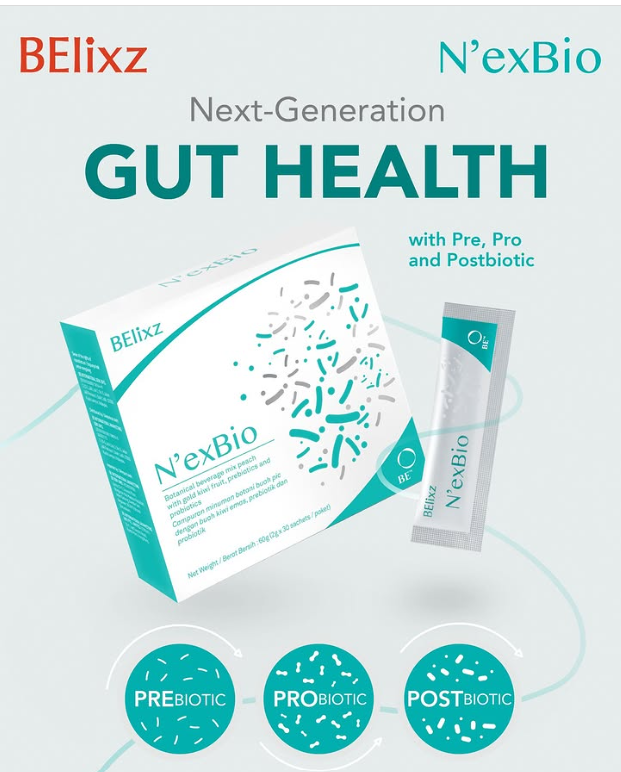 BElixz
N'exBio
Next-Generation
GUT HEALTH
with Pre, Pro
and Postbiotic
N'exBio
BElixz
N'exBio
Botanical beverage mix peach
with gold kiwi fruit, prebiotics and
probiotics
Campuran minuman botani buah pic
dengan buah kiwi emas, prebiotik dan
probiotik
Net Weight / Berat Bersih : 60g (2g x 30 sachets / paket)
BE™
BE™
BElixz
N'exBio
PREBIOTIC
PROBIOTIC
POSTBIOTIC